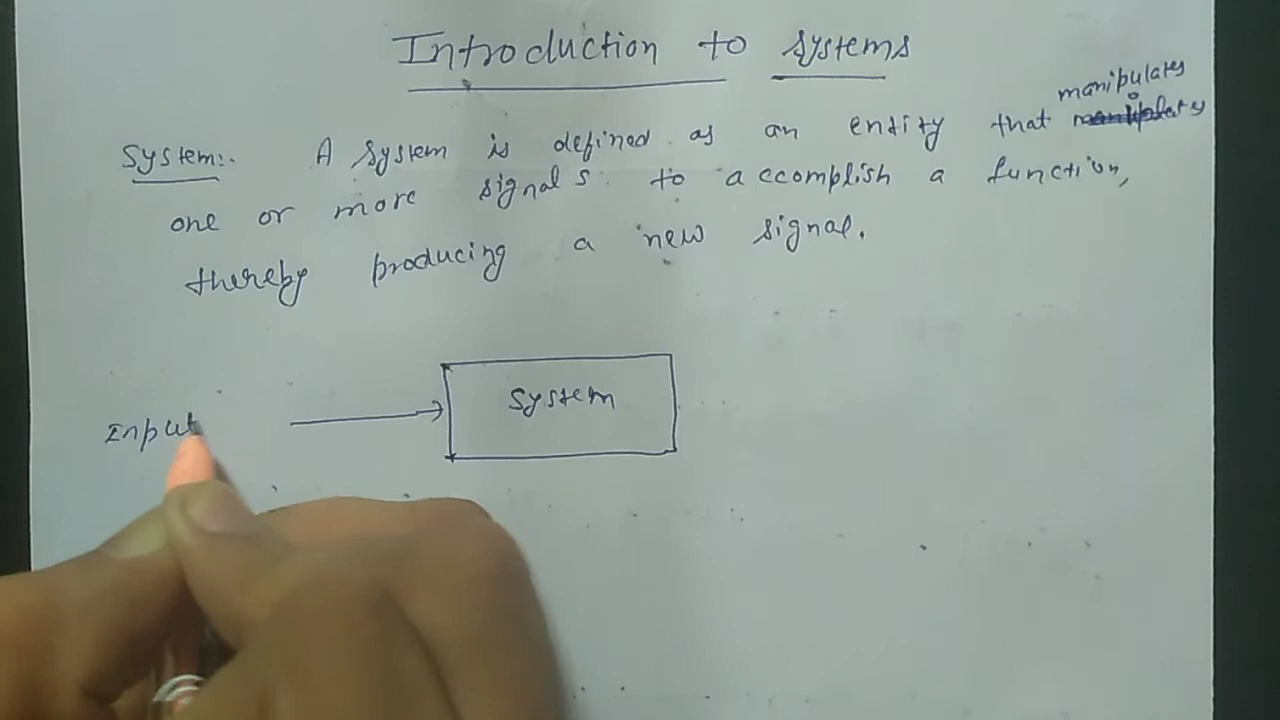 Introduction to systems
manipulates
System:- A system is defined as an entity that
one or more signals to accomplish a function,
thereby producing a new signal.
Input
System